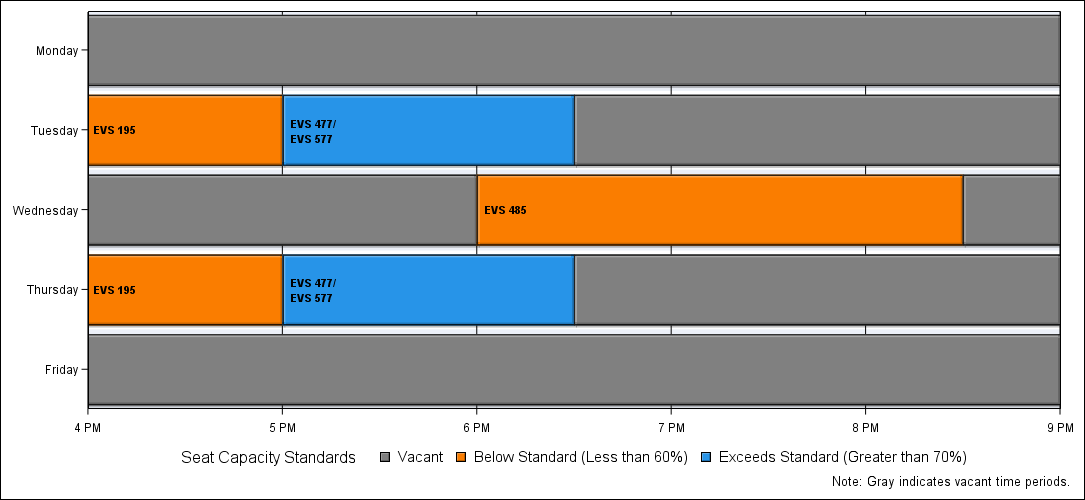 Monday
Tuesday
EVS 195
EVS 477/
EVS 577
Wednesday
EVS 485
Thursday
EVS 195
EVS 477/
EVS 577
Friday
4 PM 5 PM 6 PM 7 PM 8 PM 9 PM
Seat Capacity Standards Vacant Below Standard (Less than 60%) Exceeds Standard (Greater than 70%)
Note: Gray indicates vacant time periods.